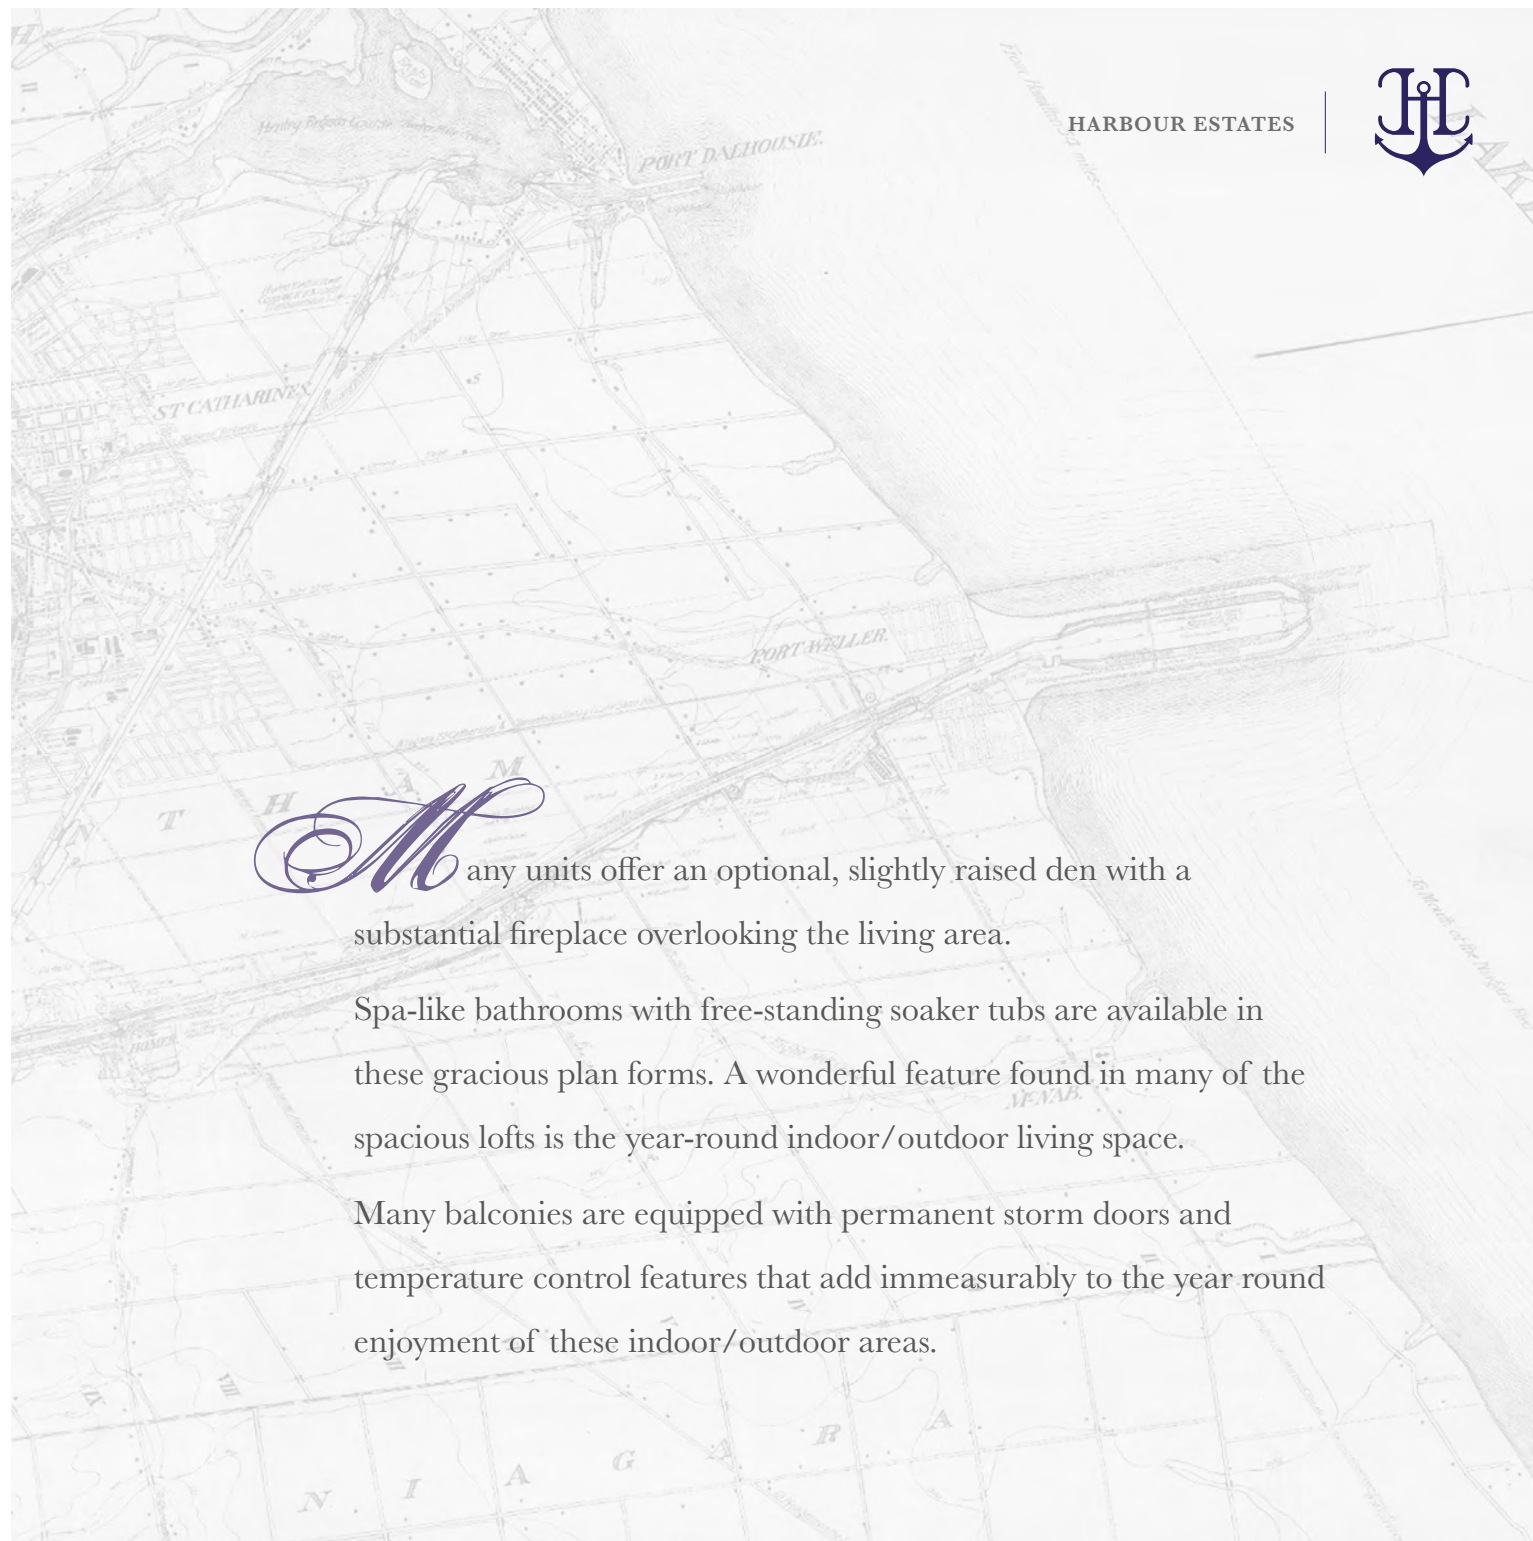 HARBOUR ESTATES
H
PORT DALHOUSIE.
ST CATHARINES
PORT WELLER.
T H A M
Many units offer an optional, slightly raised den with a
substantial fireplace overlooking the living area.
Spa-like bathrooms with free-standing soaker tubs are available in
these gracious plan forms. A wonderful feature found in many of the
spacious lofts is the year-round indoor/outdoor living space.
HOMER
McNAB.
Many balconies are equipped with permanent storm doors and
temperature control features that add immeasurably to the year round
enjoyment of these indoor/outdoor areas.
N I A G A R A